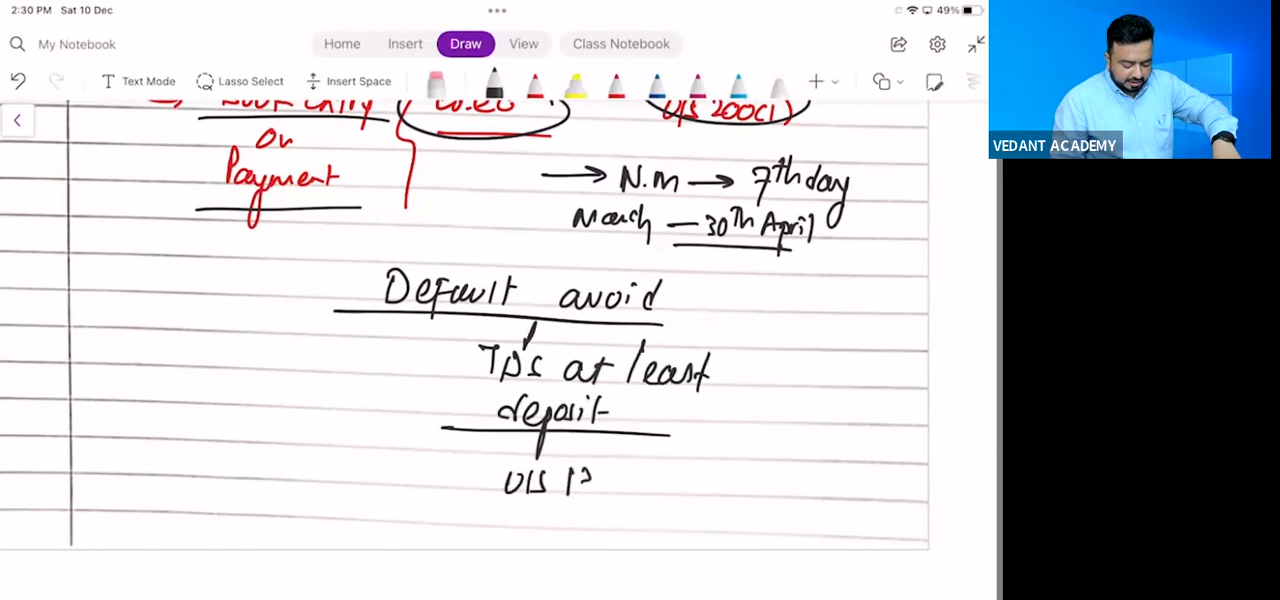 2:30 PM Sat 10 Dec
49%
My Notebook
Home Insert Draw View Class Notebook
Text Mode Lasso Select Insert Space
VEDANT ACADEMY
U/S 200(1)
Or
Payment
→ N.M → 7th day
March — 30th April
Default avoid
TDS at least
deposit
U/S